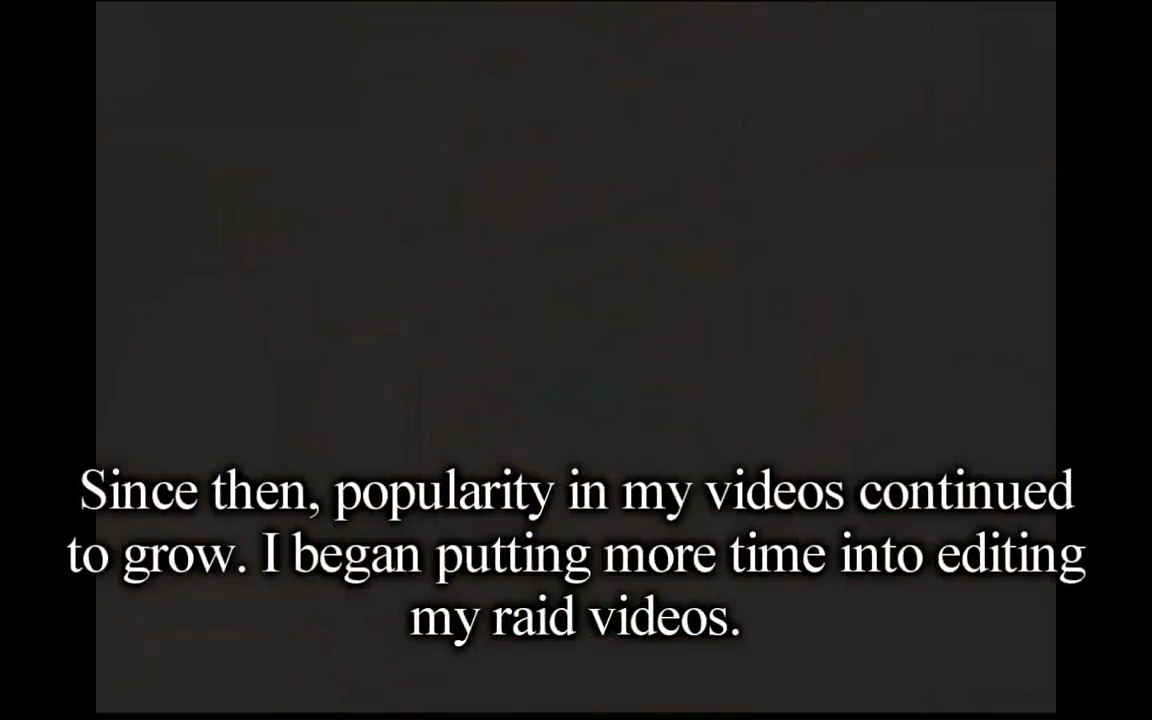 Since then, popularity in my videos continued
to grow. I began putting more time into editing
my raid videos.